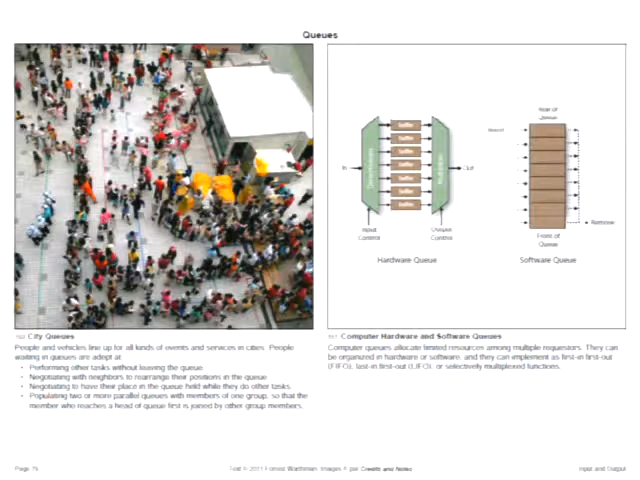 Queues
buffer
buffer
buffer
buffer
buffer
buffer
buffer
Demultiplexer
Multiplexer
In
Out
Input
Control
Output
Control
Hardware Queue
Rear of
Queue
Insert
Remove
Front of
Queue
Software Queue
City Queues
People and vehicles line up for all kinds of events and services in cities. People
waiting in queues are adept at
• Performing other tasks without leaving the queue
• Negotiating with neighbors to rearrange their positions in the queue
• Negotiating to have their place in the queue held while they do other tasks.
• Populating two or more parallel queues with members of one group, so that the
member who reaches a head of queue first is joined by other group members.
Computer Hardware and Software Queues
Computer queues allocate limited resources among multiple requestors. They can
be organized in hardware or software, and they can implement as first-in first-out
(FIFO), last-in first-out (LIFO), or selectively multiplexed functions.
Page 75
Text © 2011 Forrest Warthman. Images © per Credits and Notes
Input and Output